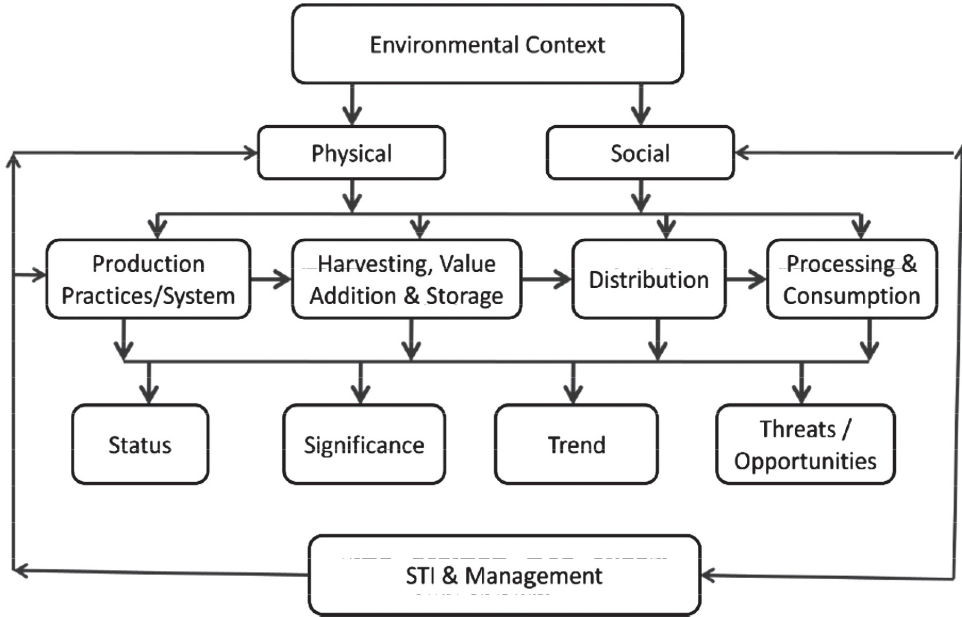 Environmental Context
Physical
Social
Production
Practices/System
Harvesting, Value
Addition & Storage
Distribution
Processing &
Consumption
Status
Significance
Trend
Threats /
Opportunities
STI & Management